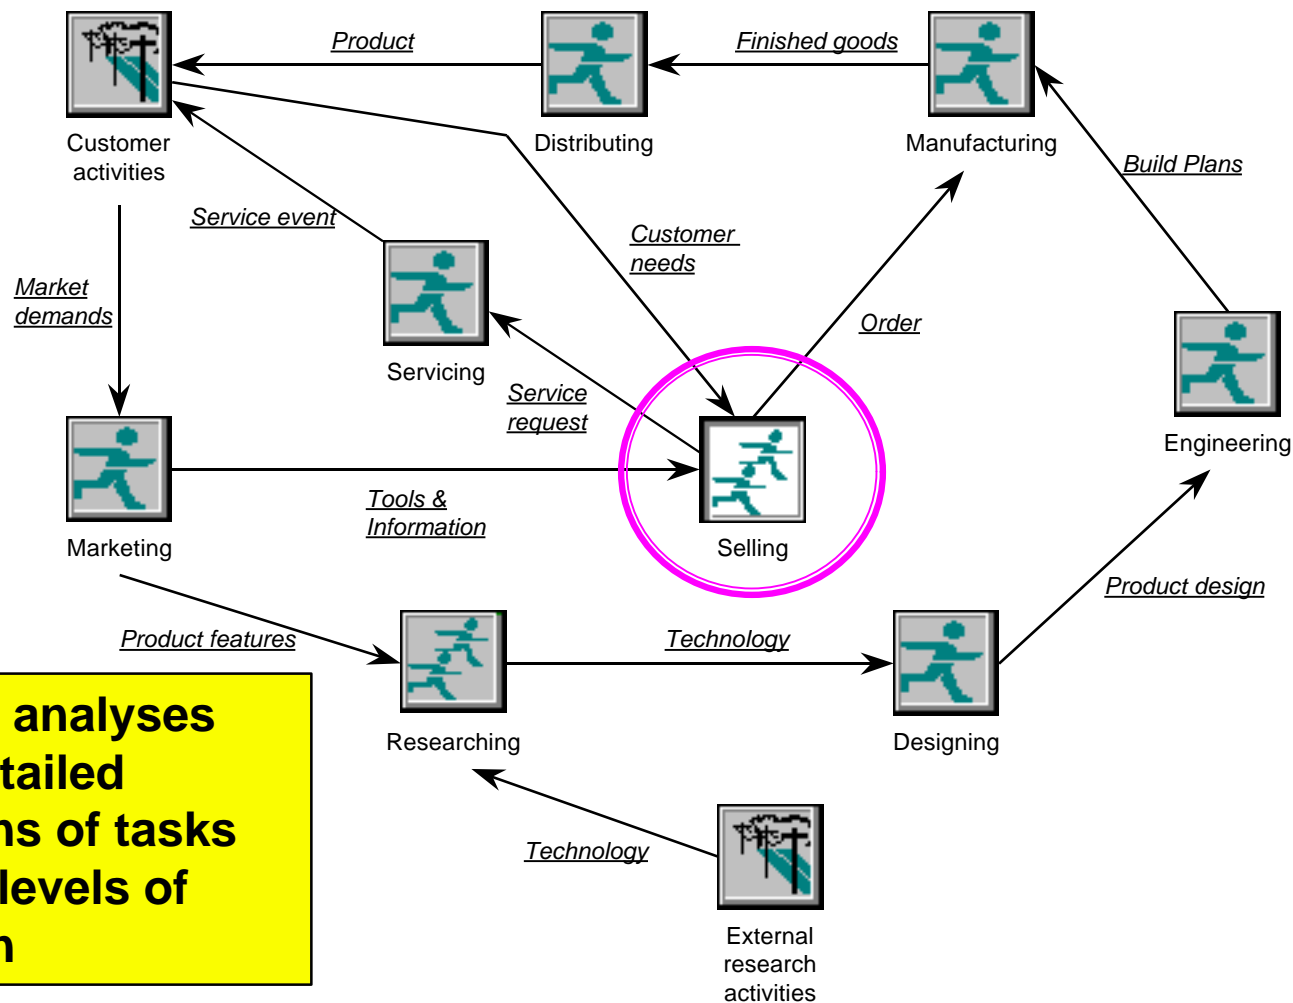 Product
Finished goods
Customer
activities
Distributing
Manufacturing
Build Plans
Service event
Customer
needs
Market
demands
Order
Servicing
Service
request
Engineering
Tools &
Information
Marketing
Selling
Product design
Product features
Technology
Researching
Designing
analyses
tailed
ns of tasks
levels of
n
Technology
External
research
activities